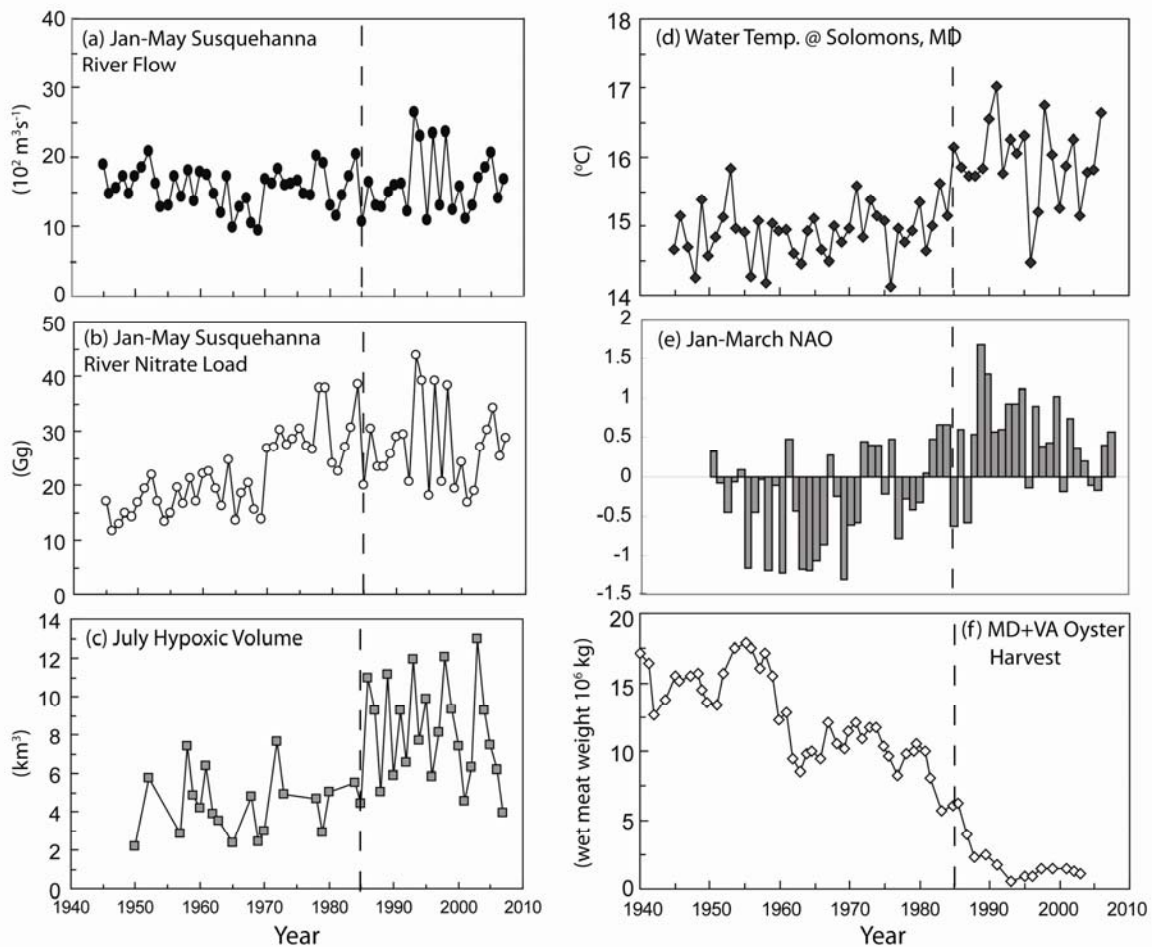 (a) Jan-May Susquehanna
River Flow
40
30
20
10
0
(10² m³s⁻¹)
(b) Jan-May Susquehanna
River Nitrate Load
50
40
30
20
10
0
(Gg)
(c) July Hypoxic Volume
14
12
10
8
6
4
2
0
(km³)
1940 1950 1960 1970 1980 1990 2000 2010
Year
(d) Water Temp. @ Solomons, MD
18
17
16
15
14
(°C)
(e) Jan-March NAO
2
1.5
1
0.5
0
-0.5
-1
-1.5
(f) MD+VA Oyster
Harvest
20
15
10
5
0
(wet meat weight 10⁶ kg)
1940 1950 1960 1970 1980 1990 2000 2010
Year